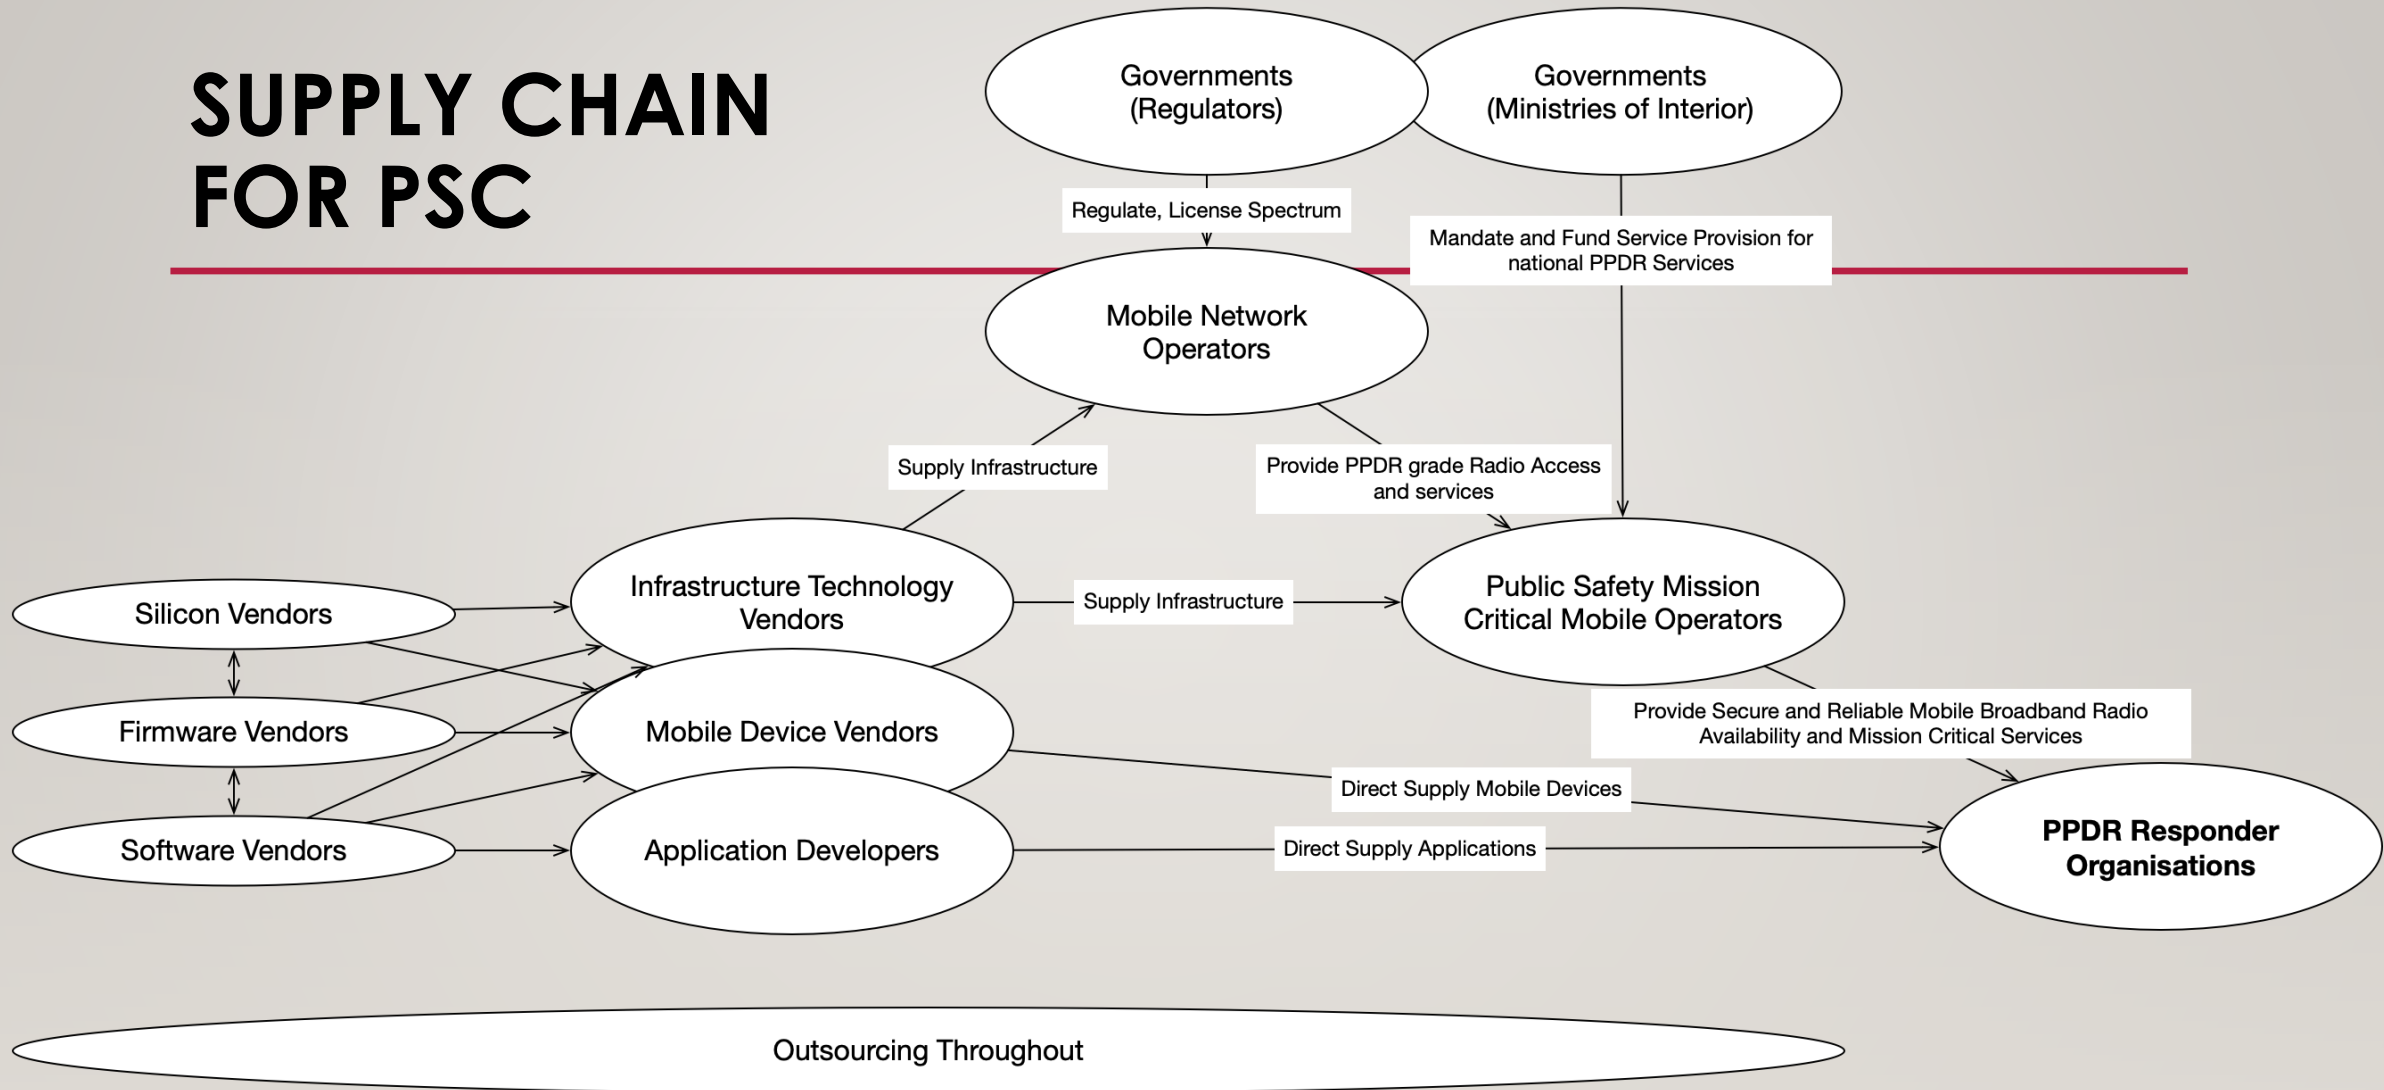 SUPPLY CHAIN
FOR PSC
Governments
(Regulators)
Governments
(Ministries of Interior)
Regulate, License Spectrum
Mandate and Fund Service Provision for
national PPDR Services
Mobile Network
Operators
Supply Infrastructure
Provide PPDR grade Radio Access
and services
Silicon Vendors
Infrastructure Technology
Vendors
Supply Infrastructure
Public Safety Mission
Critical Mobile Operators
Firmware Vendors
Mobile Device Vendors
Provide Secure and Reliable Mobile Broadband Radio
Availability and Mission Critical Services
Direct Supply Mobile Devices
Software Vendors
Application Developers
Direct Supply Applications
PPDR Responder
Organisations
Outsourcing Throughout